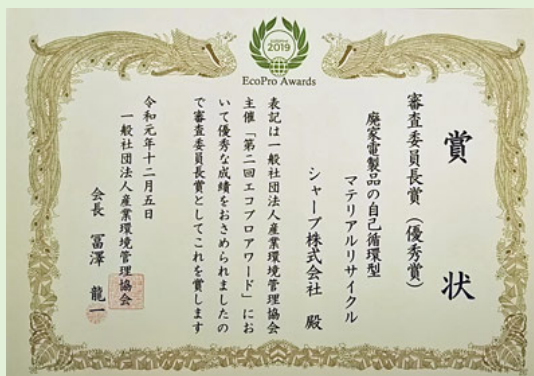 2019
EcoPro Awards
賞状
審査委員長賞（優秀賞）
廃家電製品の自己循環型
マテリアルリサイクル
シャープ株式会社 殿
表記は一般社団法人産業環境管理協会
主催「第二回エコプロアワード」にお
いて優秀な成績をおさめられましたの
で審査委員長賞としてこれを賞します
令和元年十二月五日
一般社団法人産業環境管理協会
会長 冨澤 龍一